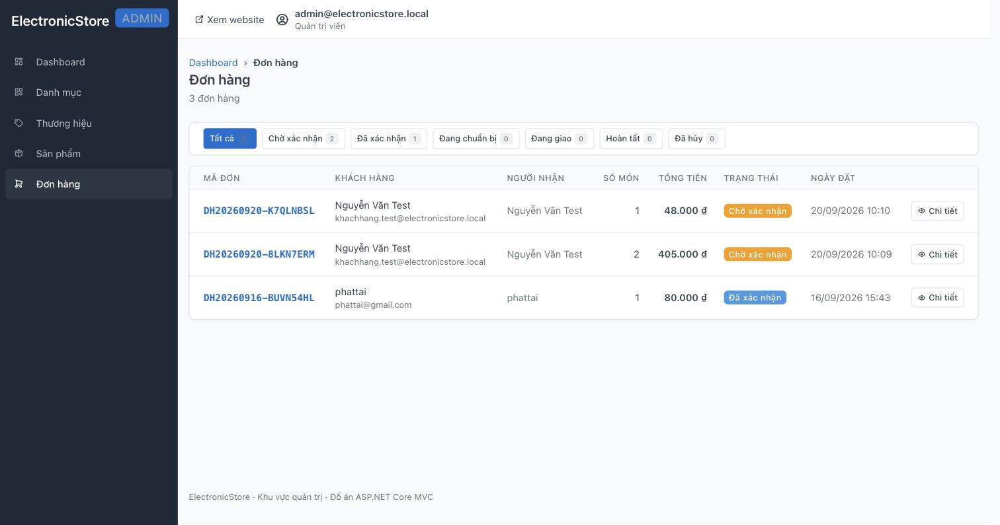 ElectronicStore ADMIN
Dashboard
Danh mục
Thương hiệu
Sản phẩm
Đơn hàng
Xem website
admin@electronicstore.local
Quản trị viên
Dashboard › Đơn hàng
Đơn hàng
3 đơn hàng
Tất cả 3 Chờ xác nhận 2 Đã xác nhận 1 Đang chuẩn bị 0 Đang giao 0 Hoàn tất 0 Đã hủy 0
MÃ ĐƠN KHÁCH HÀNG NGƯỜI NHẬN SỐ MÓN TỔNG TIỀN TRẠNG THÁI NGÀY ĐẶT
DH20260920-K7QLNBSL Nguyễn Văn Test Nguyễn Văn Test 1 48.000 ₫ Chờ xác nhận 20/09/2026 10:10 Chi tiết
khachhang.test@electronicstore.local
DH20260920-8LKN7ERM Nguyễn Văn Test Nguyễn Văn Test 2 405.000 ₫ Chờ xác nhận 20/09/2026 10:09 Chi tiết
khachhang.test@electronicstore.local
DH20260916-BUVN54HL phattai phattai 1 80.000 ₫ Đã xác nhận 16/09/2026 15:43 Chi tiết
phattai@gmail.com
ElectronicStore · Khu vực quản trị · Đồ án ASP.NET Core MVC